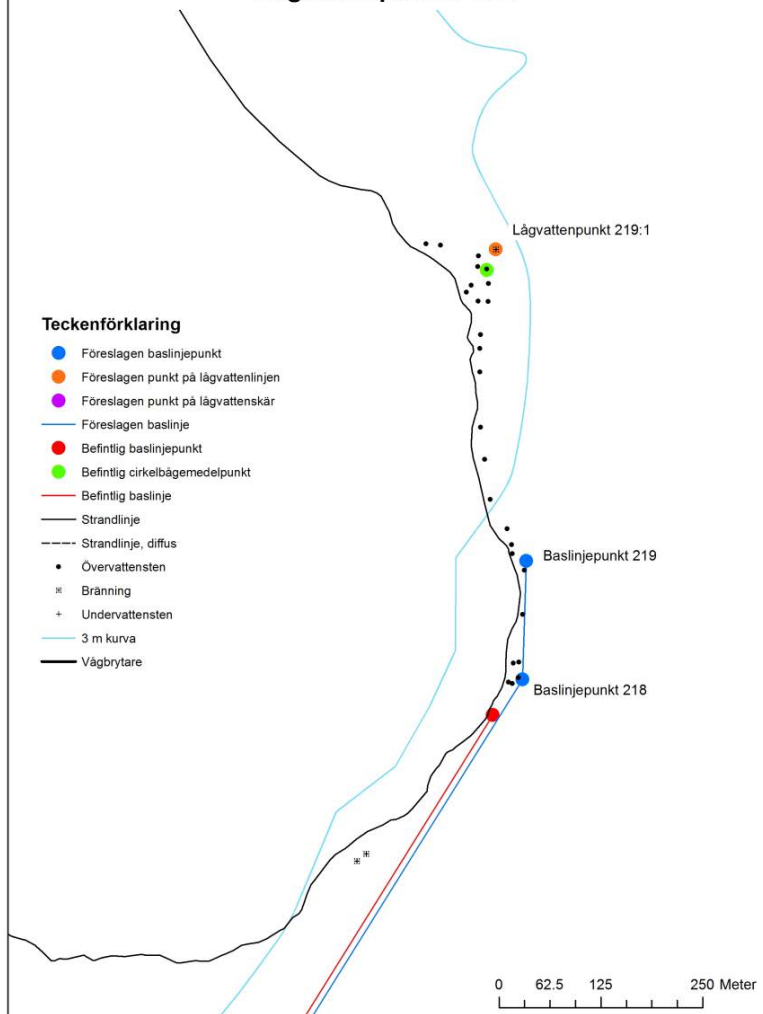 Lågvattenpunkt 219:1
Teckenförklaring
Föreslagen baslinjepunkt
Föreslagen punkt på lågvattenlinjen
Föreslagen punkt på lågvattenskär
Föreslagen baslinje
Befintlig baslinjepunkt
Befintlig cirkelbågemedelpunkt
Befintlig baslinje
Strandlinje
Strandlinje, diffus
Övervattensten
Bränning
Undervattensten
3 m kurva
Vågbrytare
Baslinjepunkt 219
Baslinjepunkt 218
0 62.5 125 250 Meter